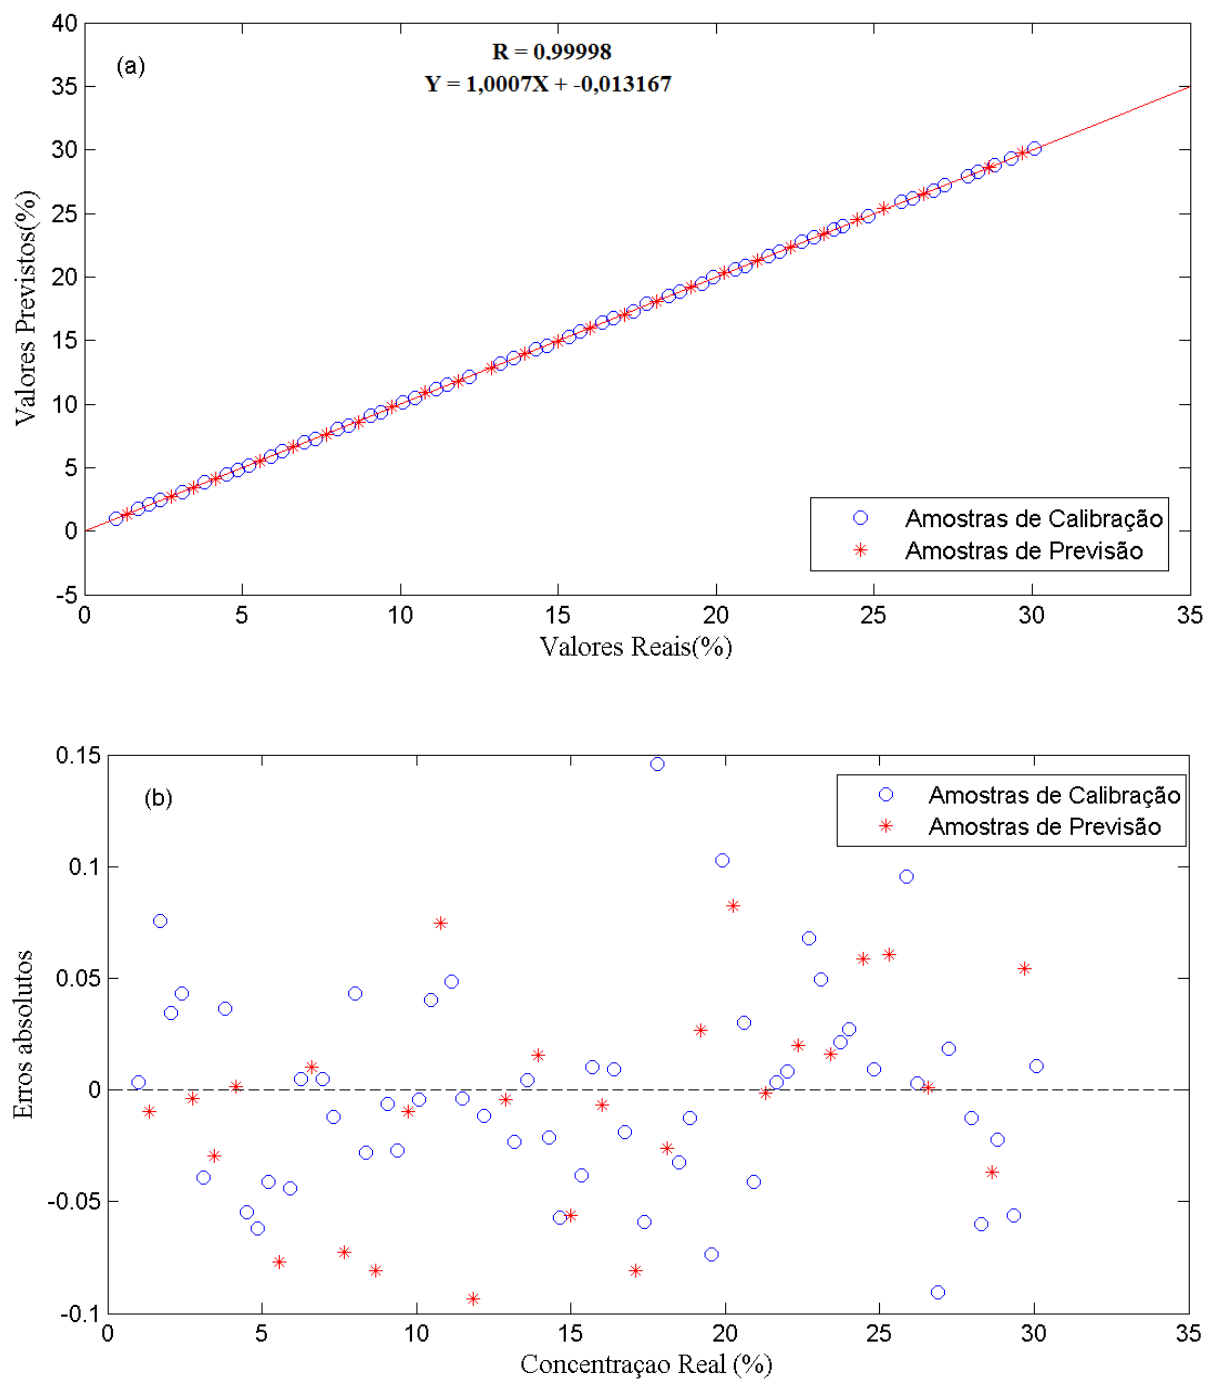 (a)
R = 0,99998
Y = 1,0007X + -0,013167
40
35
30
25
20
15
10
5
0
-5
Valores Previstos(%)
Amostras de Calibração
Amostras de Previsão
0 5 10 15 20 25 30 35
Valores Reais(%)
(b)
0.15
0.1
0.05
0
-0.05
-0.1
Erros absolutos
Amostras de Calibração
Amostras de Previsão
0 5 10 15 20 25 30 35
Concentraçao Real (%)